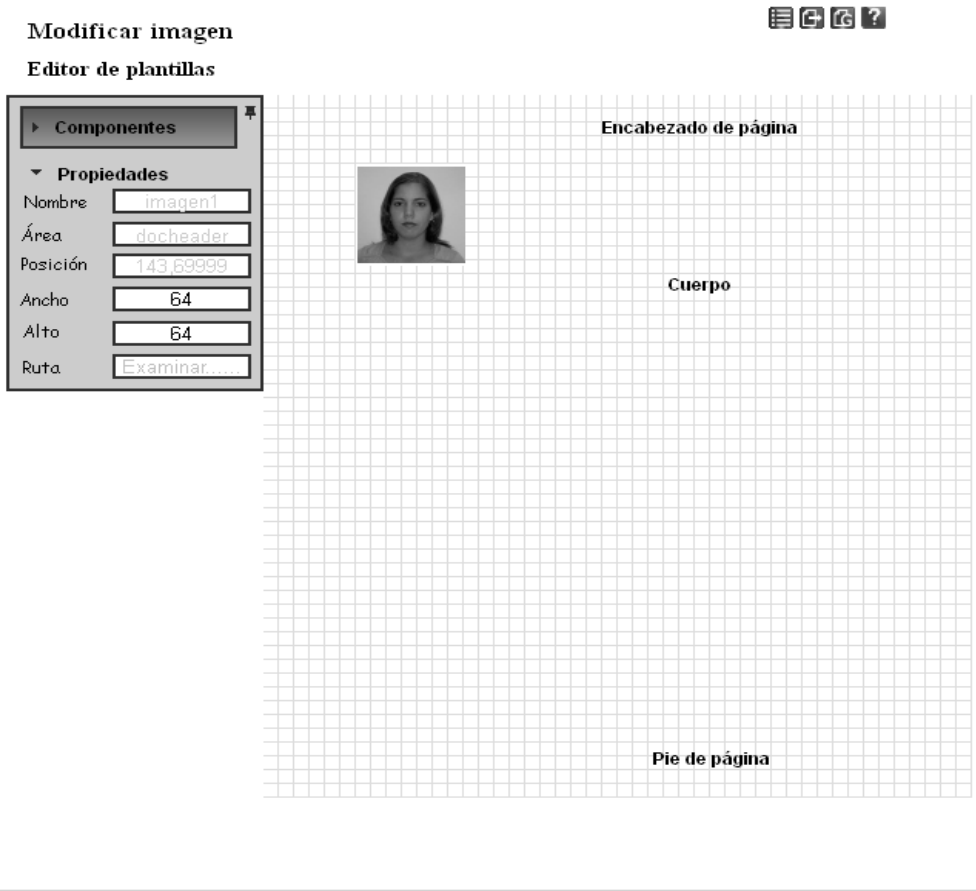 Modificar imagen
Editor de plantillas
Componentes
Propiedades
Nombre imagen1
Área docheader
Posición 143,69999
Ancho 64
Alto 64
Ruta Examinar......
Encabezado de página
Cuerpo
Pie de página
G
?